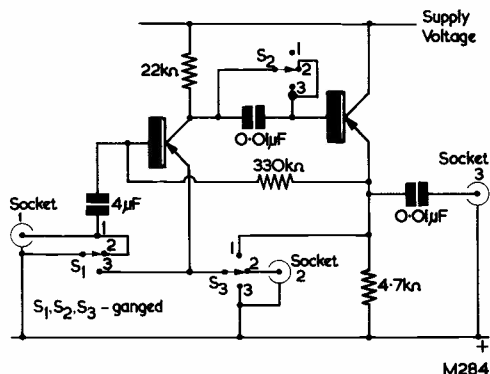 Supply
Voltage
22kΩ
S2
1
2
3
0·01µF
330kΩ
Socket
3
4µF
0·01µF
Socket
1
1
2
3
S1
1
2
3
S3
Socket
2
4·7kΩ
S1,S2,S3 - ganged
+
M284